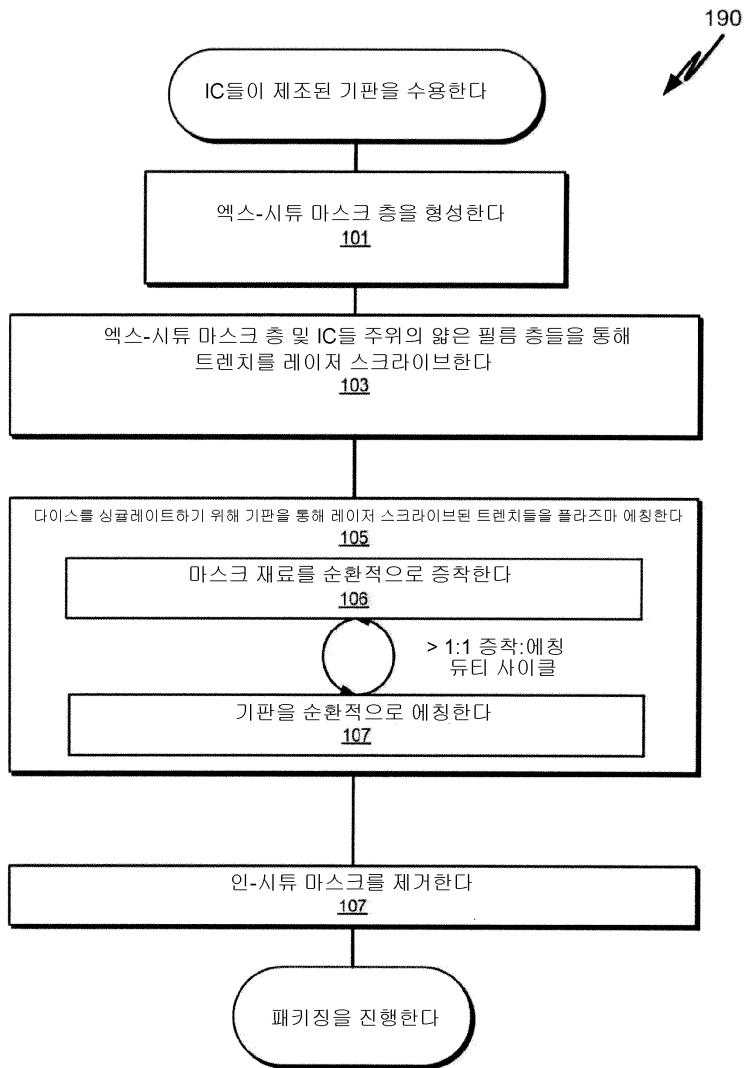 190
IC들이 제조된 기판을 수용한다
엑스-시튜 마스크 층을 형성한다
101
엑스-시튜 마스크 층 및 IC들 주위의 얇은 필름 층들을 통해
트렌치를 레이저 스크라이브한다
103
다이스를 싱귤레이트하기 위해 기판을 통해 레이저 스크라이브된 트렌치들을 플라즈마 에칭한다
105
마스크 재료를 순환적으로 증착한다
106
> 1:1 증착:에칭
듀티 사이클
기판을 순환적으로 에칭한다
107
인-시튜 마스크를 제거한다
107
패키징을 진행한다